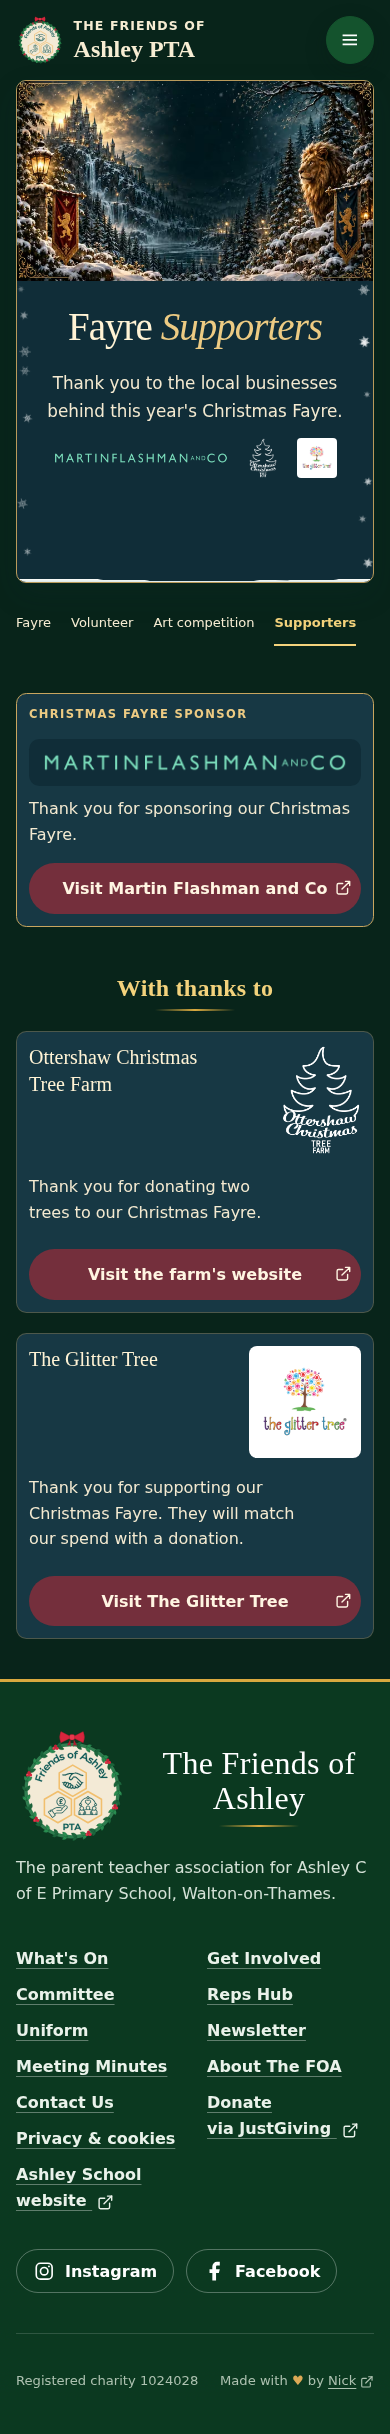 THE FRIENDS OF
Ashley PTA
Fayre Supporters
Thank you to the local businesses
behind this year's Christmas Fayre.
MARTINFLASHMANANDCO
Ottershaw
Christmas
the glitter tree
Fayre
Volunteer
Art competition
Supporters
CHRISTMAS FAYRE SPONSOR
MARTINFLASHMANANDCO
Thank you for sponsoring our Christmas
Fayre.
Visit Martin Flashman and Co
With thanks to
Ottershaw Christmas
Tree Farm
Ottershaw
Christmas
TREE
FARM
Thank you for donating two
trees to our Christmas Fayre.
Visit the farm's website
The Glitter Tree
the glitter tree
Thank you for supporting our
Christmas Fayre. They will match
our spend with a donation.
Visit The Glitter Tree
Friends of Ashley
PTA
The Friends of
Ashley
The parent teacher association for Ashley C
of E Primary School, Walton-on-Thames.
What's On
Committee
Uniform
Meeting Minutes
Contact Us
Privacy & cookies
Ashley School
website
Get Involved
Reps Hub
Newsletter
About The FOA
Donate
via JustGiving
Instagram
Facebook
Registered charity 1024028
Made with ♥ by Nick